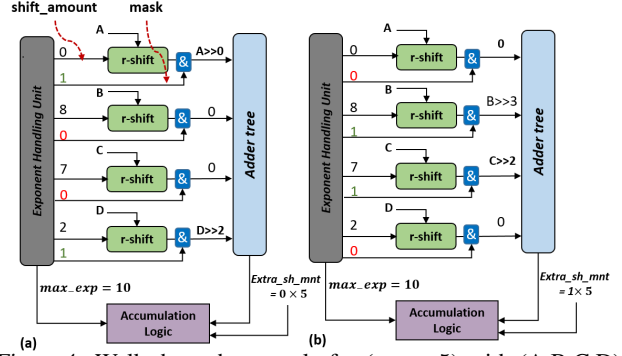 shift_amount
mask
A
0
r-shift
&
A>>0
1
B
8
r-shift
&
0
0
C
7
r-shift
&
0
0
D
2
r-shift
&
D>>2
1
Exponent Handling Unit
Adder tree
max_exp = 10
Extra_sh_mnt
= 0 × 5
Accumulation
Logic
(a)
A
0
r-shift
&
0
0
B
8
r-shift
&
B>>3
1
C
7
r-shift
&
C>>2
1
D
2
r-shift
&
0
0
Exponent Handling Unit
Adder tree
max_exp = 10
Extra_sh_mnt
= 1× 5
Accumulation
Logic
(b)